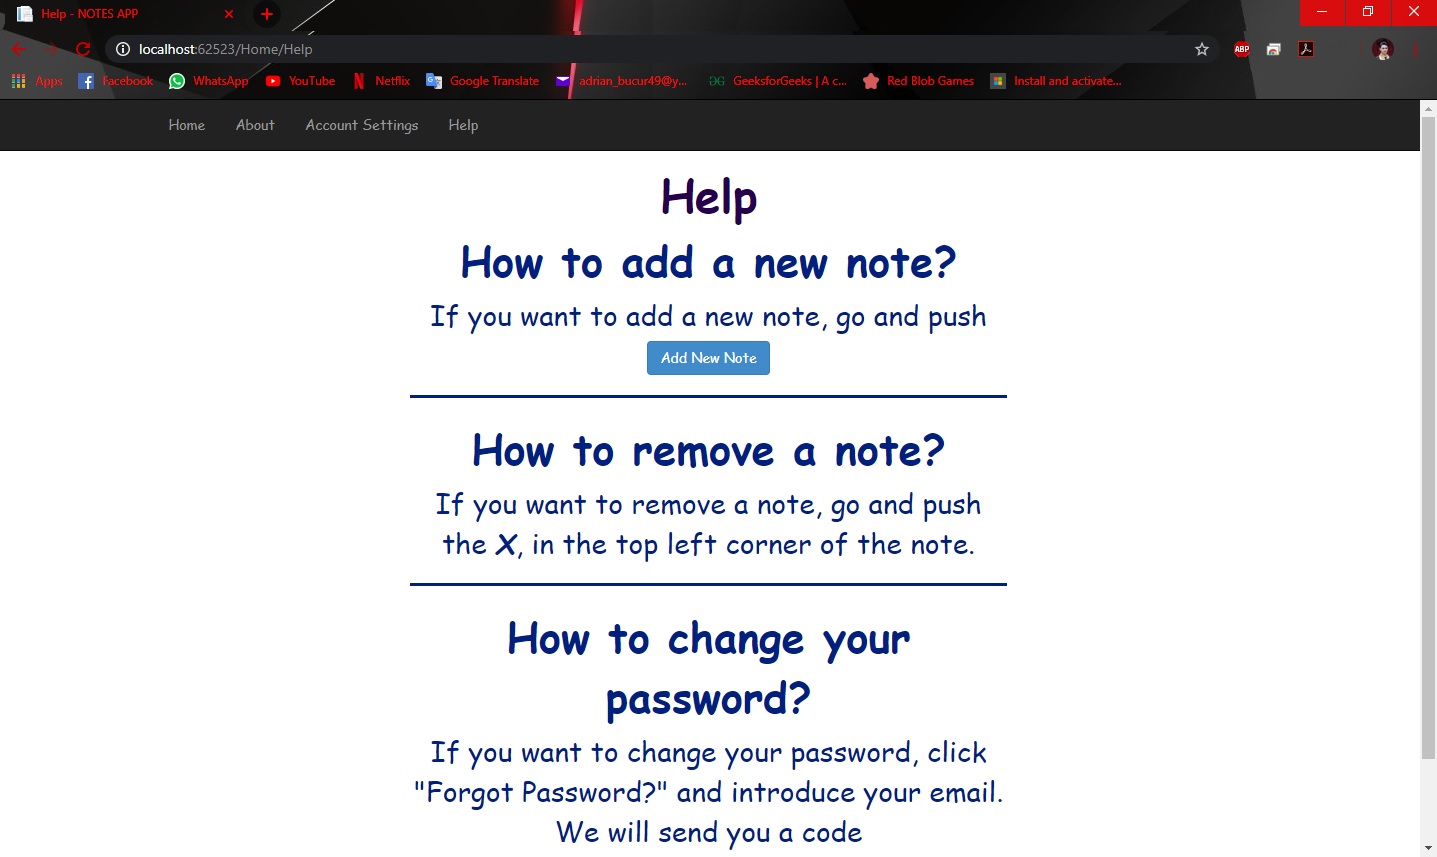 Help - NOTES APP
localhost:62523/Home/Help
ABP
Apps Facebook WhatsApp YouTube Netflix Google Translate adrian_bucur49@y... GeeksforGeeks | A c... Red Blob Games Install and activate...
Home About Account Settings Help
Help
How to add a new note?
If you want to add a new note, go and push
Add New Note
How to remove a note?
If you want to remove a note, go and push
the X, in the top left corner of the note.
How to change your
password?
If you want to change your password, click
"Forgot Password?" and introduce your email.
We will send you a code